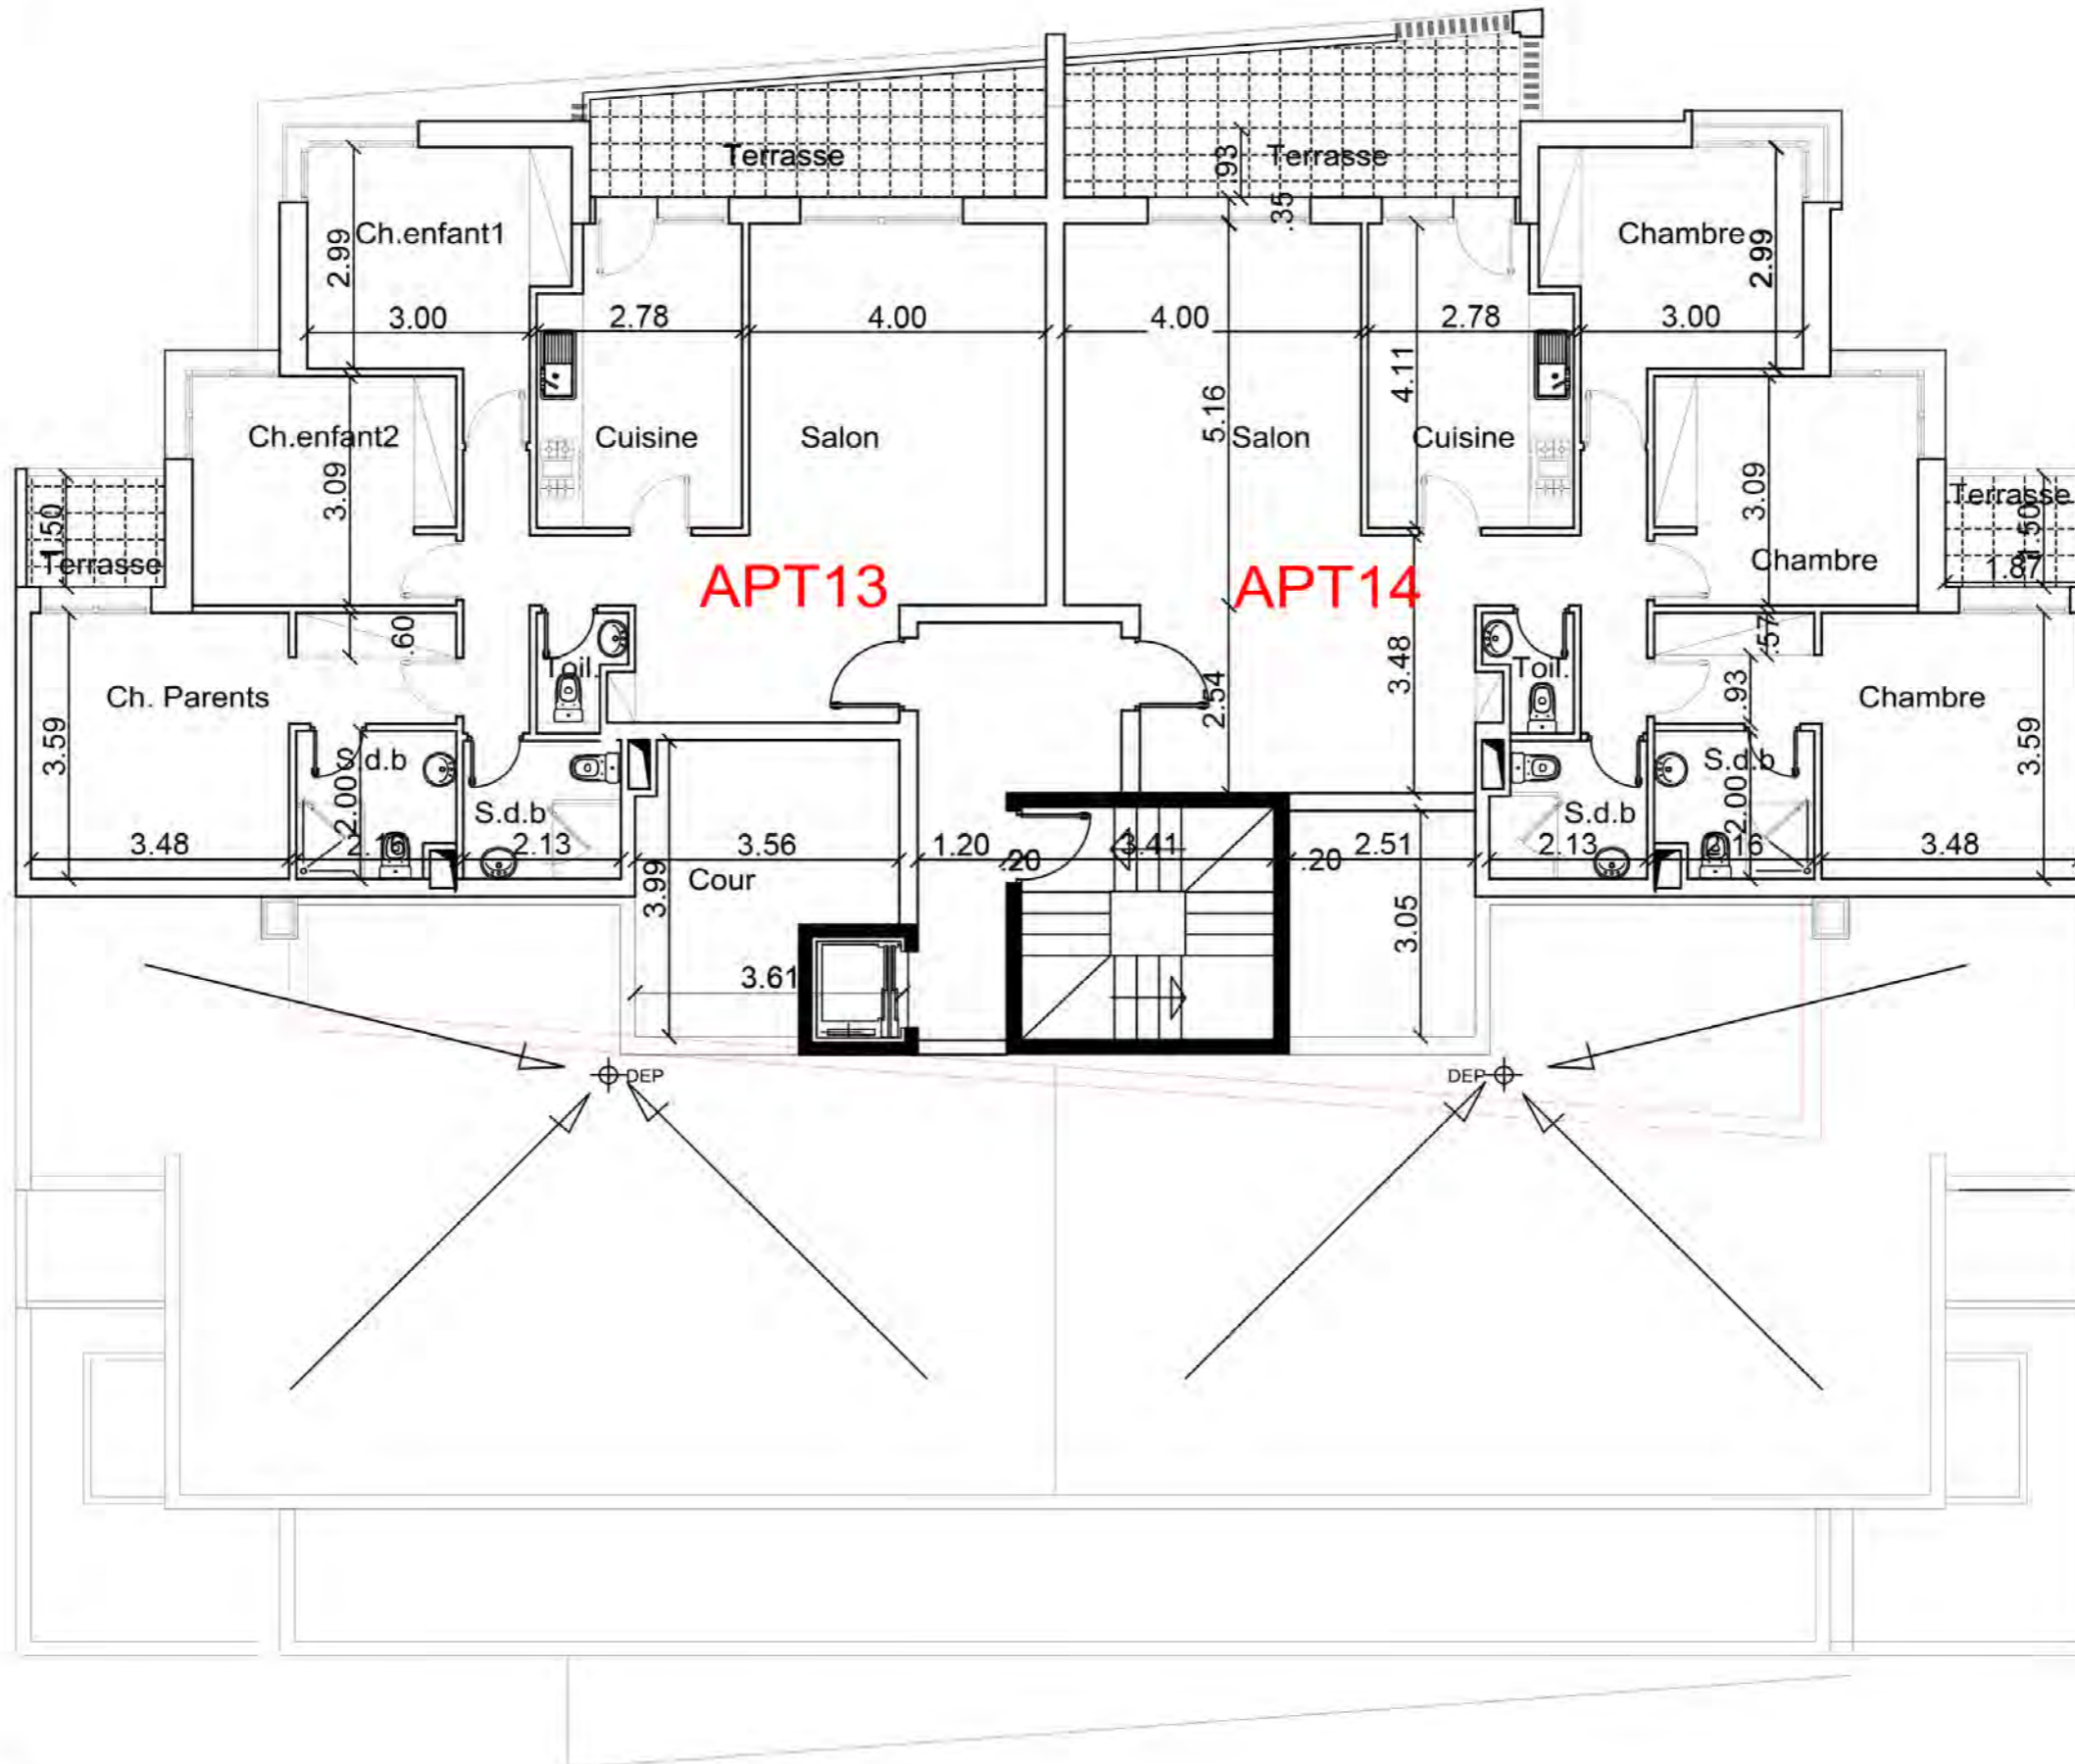 Terrasse
Terrasse
.93
.35
Ch.enfant1
2.99
Chambre
2.99
3.00
2.78
4.00
4.00
2.78
3.00
4.11
5.16
Ch.enfant2
Cuisine
Salon
Salon
Cuisine
3.09
3.09
1.50
Terrasse
Terrasse
1.50
1.87
Chambre
APT13
APT14
.60
.57
Toil.
Toil.
3.48
2.54
.93
Ch. Parents
Chambre
3.59
3.59
S.d.b
2.00
S.d.b
2.00
S.d.b
S.d.b
3.48
2.16
2.13
3.56
1.20
.20
3.41
.20
2.51
2.13
2.16
3.48
Cour
3.99
3.05
3.61
DEP
DEP